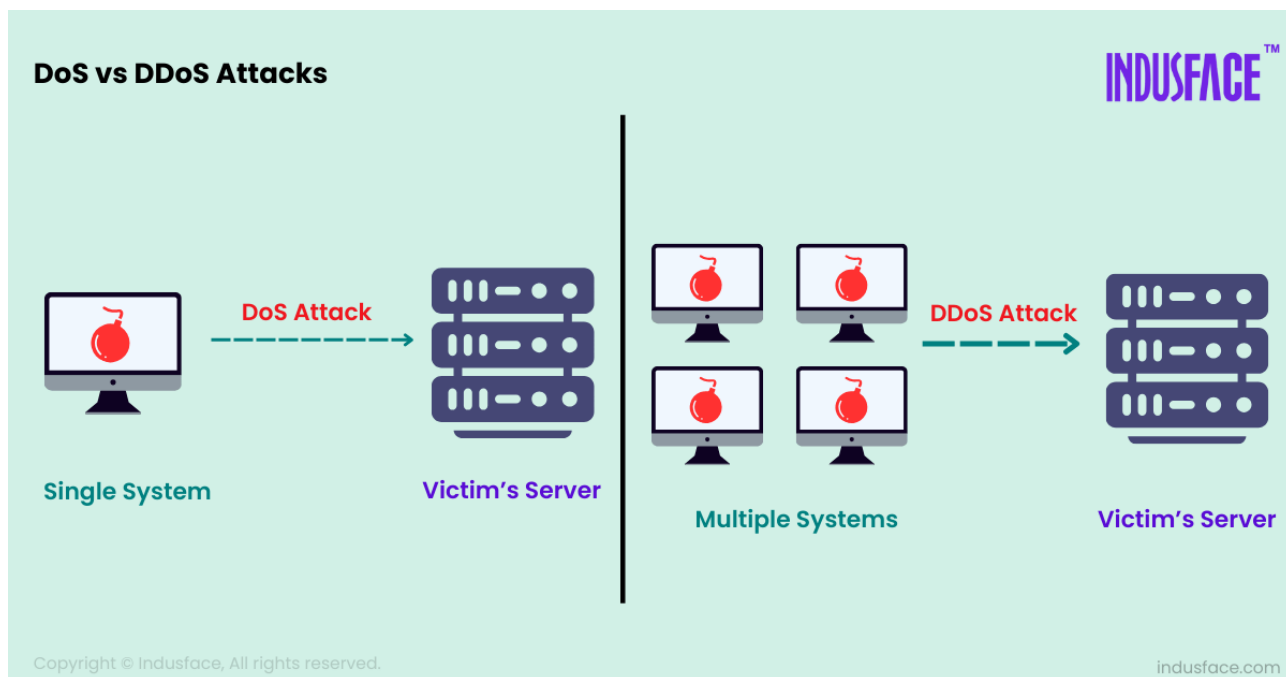 DoS vs DDoS Attacks
INDUSFACE™
DoS Attack
Single System
Victim’s Server
DDoS Attack
Multiple Systems
Victim’s Server
Copyright © Indusface, All rights reserved.
indusface.com